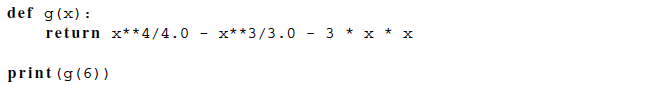 def g(x):
    return x**4/4.0 - x**3/3.0 - 3 * x * x

print(g(6))